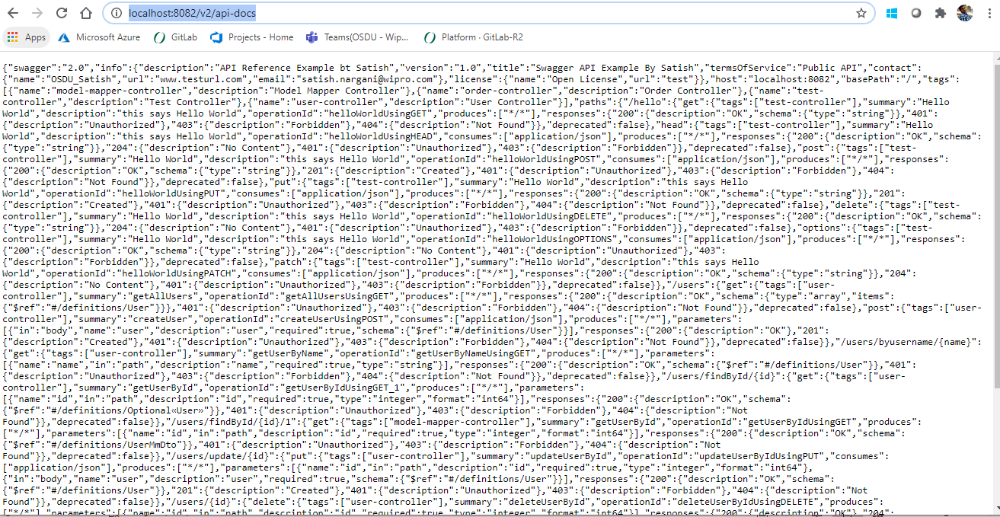 localhost:8082/v2/api-docs
Apps Microsoft Azure GitLab Projects - Home Teams(OSDU - Wip... Platform · GitLab-R2
{"swagger":"2.0","info":{"description":"API Reference Example bt Satish","version":"1.0","title":"Swagger API Example By Satish","termsOfService":"Public API","contact":
{"name":"OSDU_Satish","url":"www.testurl.com","email":"satish.nargani@wipro.com"},"license":{"name":"Open License","url":"test"}},"host":"localhost:8082","basePath":"/","tags":
[{"name":"model-mapper-controller","description":"Model Mapper Controller"},{"name":"order-controller","description":"Order Controller"},{"name":"test-
controller","description":"Test Controller"},{"name":"user-controller","description":"User Controller"}],"paths":{"/hello":{"get":{"tags":["test-controller"],"summary":"Hello
World","description":"this says Hello World","operationId":"helloWorldUsingGET","produces":["*/*"],"responses":{"200":{"description":"OK","schema":{"type":"string"}},"401":
{"description":"Unauthorized"},"403":{"description":"Forbidden"},"404":{"description":"Not Found"}},"deprecated":false},"head":{"tags":["test-controller"],"summary":"Hello
World","description":"this says Hello World","operationId":"helloWorldUsingHEAD","consumes":["application/json"],"produces":["*/*"],"responses":{"200":{"description":"OK","schema":
{"type":"string"}},"204":{"description":"No Content"},"401":{"description":"Unauthorized"},"403":{"description":"Forbidden"}},"deprecated":false},"post":{"tags":["test-
controller"],"summary":"Hello World","description":"this says Hello World","operationId":"helloWorldUsingPOST","consumes":["application/json"],"produces":["*/*"],"responses":
{"200":{"description":"OK","schema":{"type":"string"}},"201":{"description":"Created"},"401":{"description":"Unauthorized"},"403":{"description":"Forbidden"},"404":
{"description":"Not Found"}},"deprecated":false},"put":{"tags":["test-controller"],"summary":"Hello World","description":"this says Hello
World","operationId":"helloWorldUsingPUT","consumes":["application/json"],"produces":["*/*"],"responses":{"200":{"description":"OK","schema":{"type":"string"}},"201":
{"description":"Created"},"401":{"description":"Unauthorized"},"403":{"description":"Forbidden"},"404":{"description":"Not Found"}},"deprecated":false},"delete":{"tags":["test-
controller"],"summary":"Hello World","description":"this says Hello World","operationId":"helloWorldUsingDELETE","produces":["*/*"],"responses":{"200":{"description":"OK","schema":
{"type":"string"}},"204":{"description":"No Content"},"401":{"description":"Unauthorized"},"403":{"description":"Forbidden"}},"deprecated":false},"options":{"tags":["test-
controller"],"summary":"Hello World","description":"this says Hello World","operationId":"helloWorldUsingOPTIONS","consumes":["application/json"],"produces":["*/*"],"responses":
{"200":{"description":"OK","schema":{"type":"string"}},"204":{"description":"No Content"},"401":{"description":"Unauthorized"},"403":
{"description":"Forbidden"}},"deprecated":false},"patch":{"tags":["test-controller"],"summary":"Hello World","description":"this says Hello
World","operationId":"helloWorldUsingPATCH","consumes":["application/json"],"produces":["*/*"],"responses":{"200":{"description":"OK","schema":{"type":"string"}},"204":
{"description":"No Content"},"401":{"description":"Unauthorized"},"403":{"description":"Forbidden"}},"deprecated":false}},"/users":{"get":{"tags":["user-
controller"],"summary":"getAllUsers","operationId":"getAllUsersUsingGET","produces":["*/*"],"responses":{"200":{"description":"OK","schema":{"type":"array","items":
{"$ref":"#/definitions/User"}}},"401":{"description":"Unauthorized"},"403":{"description":"Forbidden"},"404":{"description":"Not Found"}},"deprecated":false},"post":{"tags":["user-
controller"],"summary":"createUser","operationId":"createUserUsingPOST","consumes":["application/json"],"produces":["*/*"],"parameters":
[{"in":"body","name":"user","description":"user","required":true,"schema":{"$ref":"#/definitions/User"}}],"responses":{"200":{"description":"OK"},"201":
{"description":"Created"},"401":{"description":"Unauthorized"},"403":{"description":"Forbidden"},"404":{"description":"Not Found"}},"deprecated":false}},"/users/byusername/{name}":
{"get":{"tags":["user-controller"],"summary":"getUserByName","operationId":"getUserByNameUsingGET","produces":["*/*"],"parameters":
[{"name":"name","in":"path","description":"name","required":true,"type":"string"}],"responses":{"200":{"description":"OK","schema":{"$ref":"#/definitions/User"}},"401":
{"description":"Unauthorized"},"403":{"description":"Forbidden"},"404":{"description":"Not Found"}},"deprecated":false}},"/users/findById/{id}":{"get":{"tags":["user-
controller"],"summary":"getUserById","operationId":"getUserByIdUsingGET_1","produces":["*/*"],"parameters":
[{"name":"id","in":"path","description":"id","required":true,"type":"integer","format":"int64"}],"responses":{"200":{"description":"OK","schema":
{"$ref":"#/definitions/Optional«User»"}},"401":{"description":"Unauthorized"},"403":{"description":"Forbidden"},"404":{"description":"Not
Found"}},"deprecated":false}},"/users/findById/{id}/1":{"get":{"tags":["model-mapper-controller"],"summary":"getUserById","operationId":"getUserByIdUsingGET","produces":
["*/*"],"parameters":[{"name":"id","in":"path","description":"id","required":true,"type":"integer","format":"int64"}],"responses":{"200":{"description":"OK","schema":
{"$ref":"#/definitions/UserMmDto"}},"401":{"description":"Unauthorized"},"403":{"description":"Forbidden"},"404":{"description":"Not
Found"}},"deprecated":false}},"/users/update/{id}":{"put":{"tags":["user-controller"],"summary":"updateUserById","operationId":"updateUserByIdUsingPUT","consumes":
["application/json"],"produces":["*/*"],"parameters":[{"name":"id","in":"path","description":"id","required":true,"type":"integer","format":"int64"},
{"in":"body","name":"user","description":"user","required":true,"schema":{"$ref":"#/definitions/User"}}],"responses":{"200":{"description":"OK","schema":
{"$ref":"#/definitions/User"}},"201":{"description":"Created"},"401":{"description":"Unauthorized"},"403":{"description":"Forbidden"},"404":{"description":"Not
Found"}},"deprecated":false}},"/users/{id}":{"delete":{"tags":["user-controller"],"summary":"deleteUserById","operationId":"deleteUserByIdUsingDELETE","produces":
["*/*"],"parameters":[{"name":"id","in":"path","description":"id","required":true,"type":"integer","format":"int64"}],"responses":{"200":{"description":"OK"},"204":